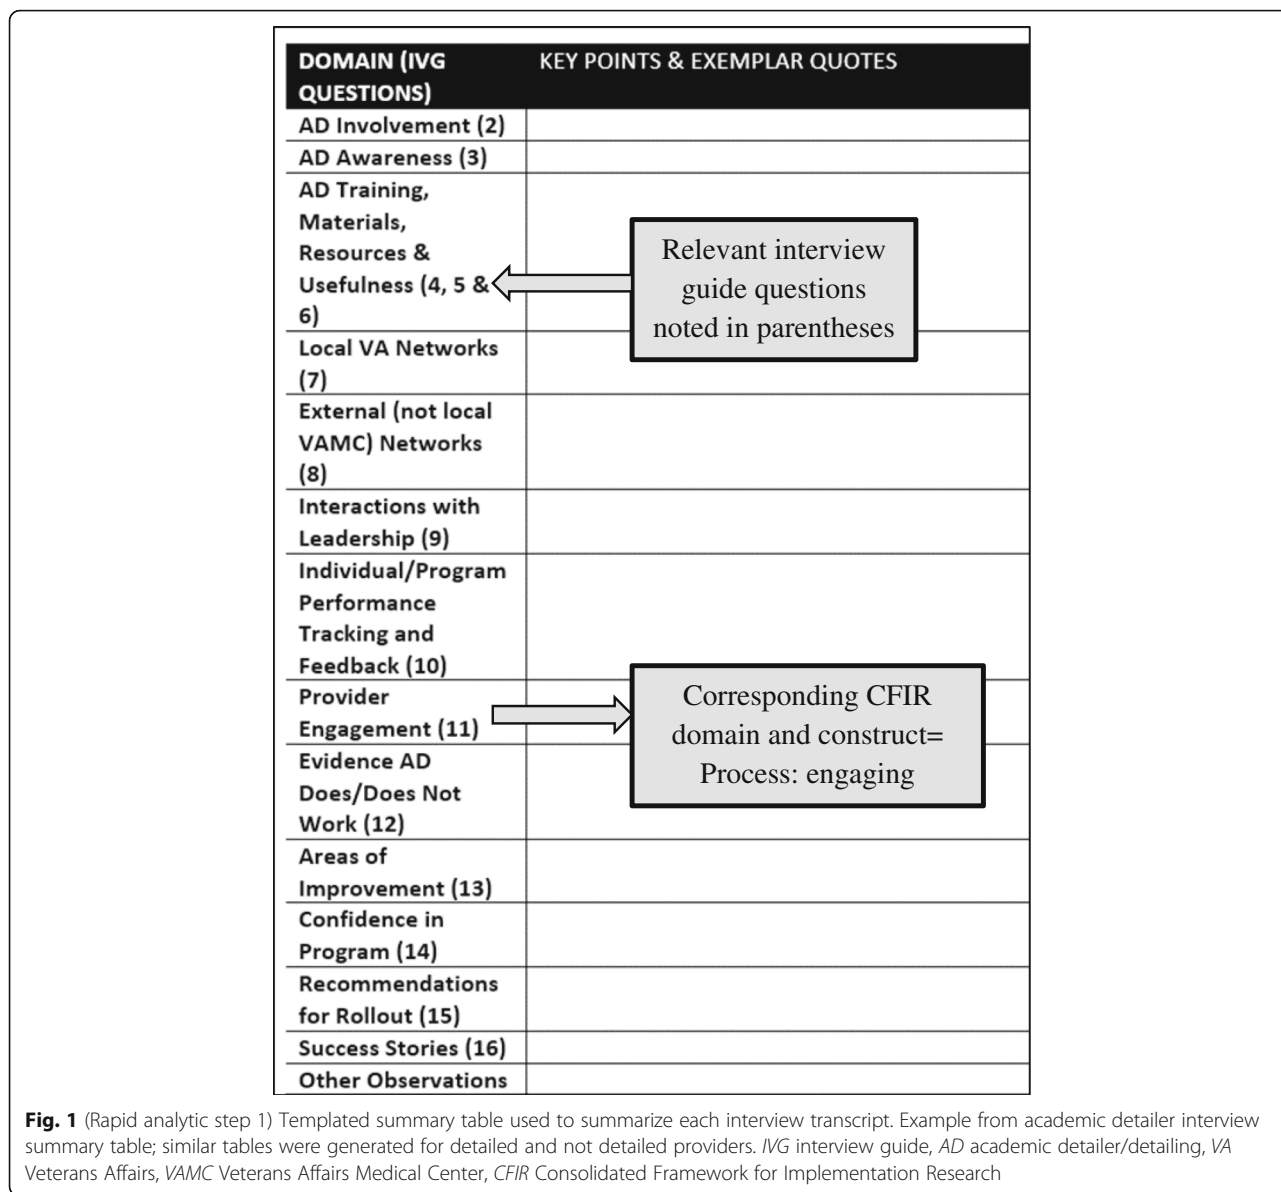 DOMAIN (IVG QUESTIONS)
KEY POINTS & EXEMPLAR QUOTES
AD Involvement (2)
AD Awareness (3)
AD Training,
Materials,
Resources &
Usefulness (4, 5 &
6)
Relevant interview
guide questions
noted in parentheses
Local VA Networks
(7)
External (not local
VAMC) Networks
(8)
Interactions with
Leadership (9)
Individual/Program
Performance
Tracking and
Feedback (10)
Provider
Engagement (11)
Corresponding CFIR
domain and construct=
Process: engaging
Evidence AD
Does/Does Not
Work (12)
Areas of
Improvement (13)
Confidence in
Program (14)
Recommendations
for Rollout (15)
Success Stories (16)
Other Observations
Fig. 1 (Rapid analytic step 1) Templated summary table used to summarize each interview transcript. Example from academic detailer interview
summary table; similar tables were generated for detailed and not detailed providers. IVG interview guide, AD academic detailer/detailing, VA
Veterans Affairs, VAMC Veterans Affairs Medical Center, CFIR Consolidated Framework for Implementation Research